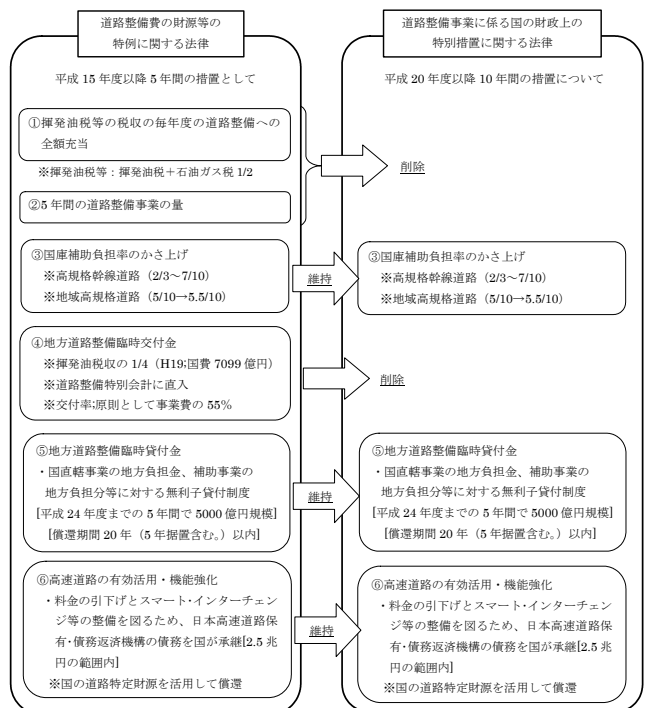 道路整備費の財源等の
特例に関する法律
平成 15 年度以降 5 年間の措置として
①揮発油税等の税収の毎年度の道路整備への
全額充当
※揮発油税等：揮発油税＋石油ガス税 1/2
②5 年間の道路整備事業の量
③国庫補助負担率のかさ上げ
※高規格幹線道路（2/3～7/10）
※地域高規格道路（5/10→5.5/10）
④地方道路整備臨時交付金
※揮発油税収の 1/4（H19;国費 7099 億円）
※道路整備特別会計に直入
※交付率;原則として事業費の 55%
⑤地方道路整備臨時貸付金
・国直轄事業の地方負担金、補助事業の
地方負担分等に対する無利子貸付制度
[平成 24 年度までの 5 年間で 5000 億円規模]
[償還期間 20 年（5 年据置含む。）以内]
⑥高速道路の有効活用・機能強化
・料金の引下げとスマート・インターチェン
ジ等の整備を図るため、日本高速道路保
有・債務返済機構の債務を国が承継[2.5 兆
円の範囲内]
※国の道路特定財源を活用して償還
削除
維持
削除
維持
維持
道路整備事業に係る国の財政上の
特別措置に関する法律
平成 20 年度以降 10 年間の措置について
③国庫補助負担率のかさ上げ
※高規格幹線道路（2/3～7/10）
※地域高規格道路（5/10→5.5/10）
⑤地方道路整備臨時貸付金
・国直轄事業の地方負担金、補助事業の
地方負担分等に対する無利子貸付制度
[平成 24 年度までの 5 年間で 5000 億円規模]
[償還期間 20 年（5 年据置含む。）以内]
⑥高速道路の有効活用・機能強化
・料金の引下げとスマート・インターチェン
ジ等の整備を図るため、日本高速道路保
有・債務返済機構の債務を国が承継[2.5 兆
円の範囲内]
※国の道路特定財源を活用して償還